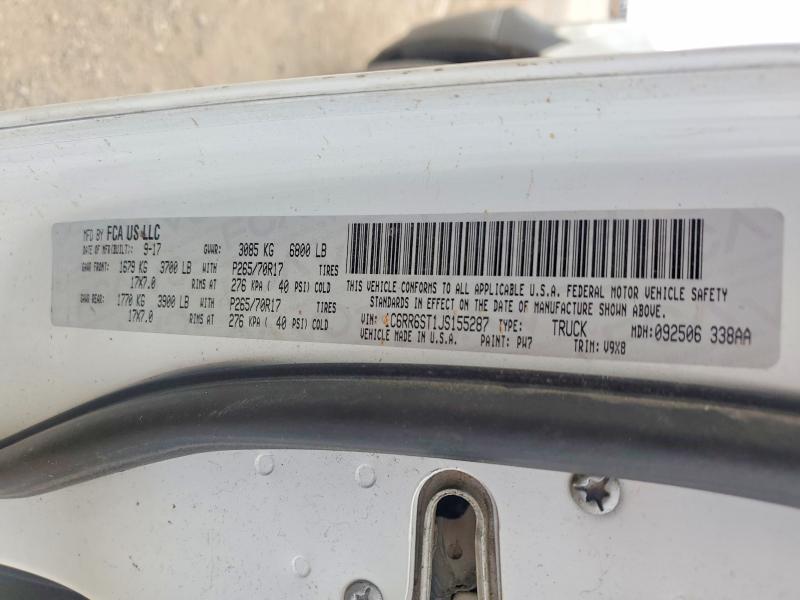 MFD BY FCA US LLC
DATE OF MFR(BUILT): 9-17 GVWR: 3085 KG 6800 LB
GAWR FRONT: 1679 KG 3700 LB WITH P265/70R17 TIRES
17X7.0 RIMS AT 276 KPA ( 40 PSI) COLD
GAWR REAR: 1770 KG 3900 LB WITH P265/70R17 TIRES
17X7.0 RIMS AT 276 KPA ( 40 PSI) COLD
THIS VEHICLE CONFORMS TO ALL APPLICABLE U.S.A. FEDERAL MOTOR VEHICLE SAFETY
STANDARDS IN EFFECT ON THE DATE OF MANUFACTURE SHOWN ABOVE.
VIN: C6RR6ST1JS155287 TYPE: TRUCK MDH: 092506 338AA
VEHICLE MADE IN U.S.A. PAINT: PW7 TRIM: V9X8